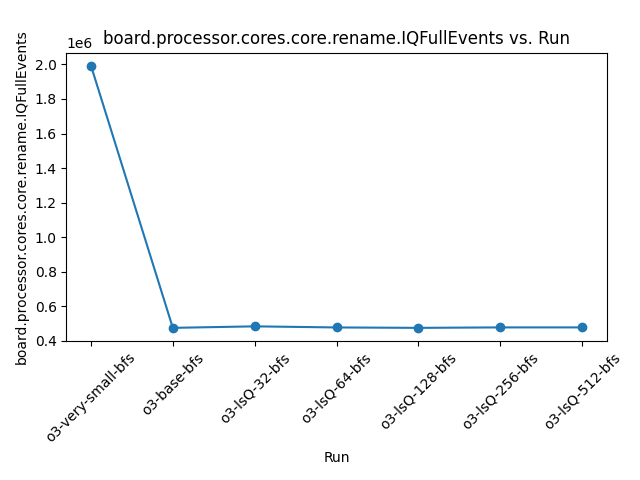 board.processor.cores.core.rename.IQFullEvents vs. Run
1e6
board.processor.cores.core.rename.IQFullEvents
2.0
1.8
1.6
1.4
1.2
1.0
0.8
0.6
0.4
o3-very-small-bfs
o3-base-bfs
o3-lsQ-32-bfs
o3-lsQ-64-bfs
o3-lsQ-128-bfs
o3-lsQ-256-bfs
o3-lsQ-512-bfs
Run